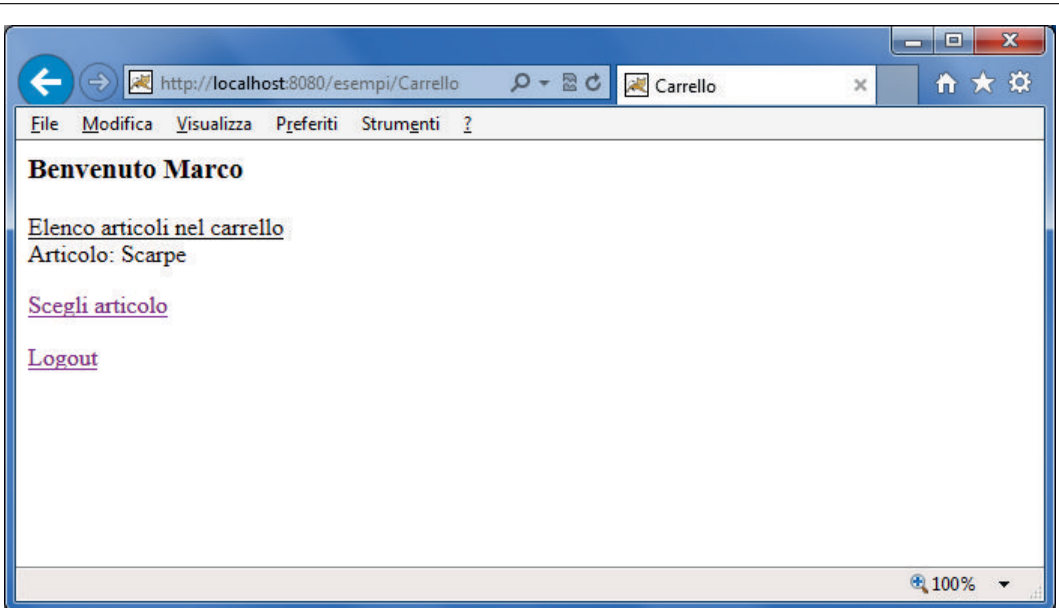 http://localhost:8080/esempi/Carrello
Carrello
File Modifica Visualizza Preferiti Strumenti ?
Benvenuto Marco
Elenco articoli nel carrello
Articolo: Scarpe
Scegli articolo
Logout
100%